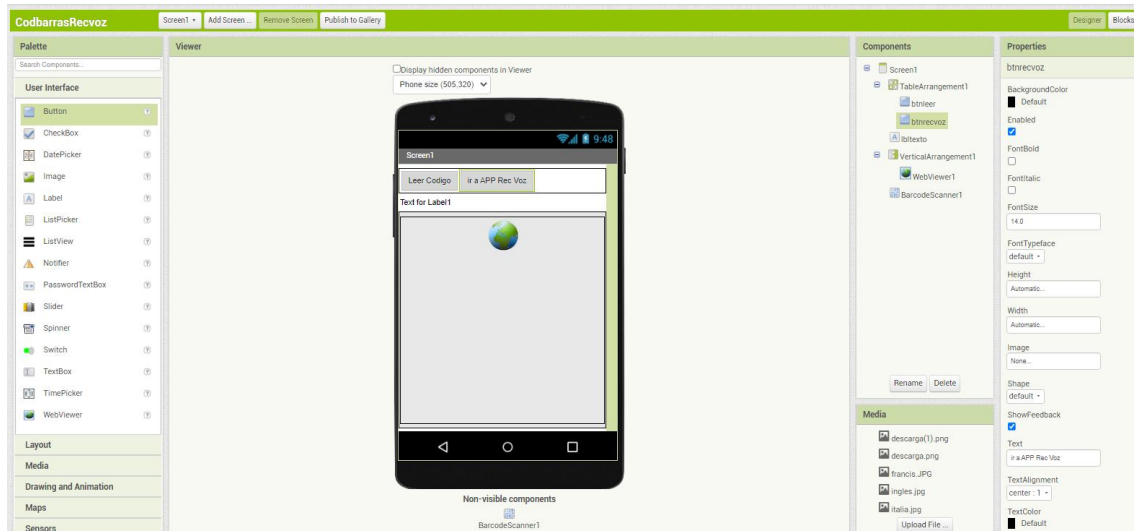 CodbarrasRecvoz
Screen1
Add Screen ...
Remove Screen
Publish to Gallery
Designer
Blocks
Palette
Search Components...
User Interface
Button
CheckBox
DatePicker
Image
Label
ListPicker
ListView
Notifier
PasswordTextBox
Slider
Spinner
Switch
TextBox
TimePicker
WebViewer
Layout
Media
Drawing and Animation
Maps
Sensors
Viewer
Display hidden components in Viewer
Phone size (505,320)
9:48
Screen1
Leer Codigo
ir a APP Rec Voz
Text for Label1
Non-visible components
BarcodeScanner1
Components
Screen1
TableArrangement1
btnleer
btnrecvoz
lbltexto
VerticalArrangement1
WebViewer1
BarcodeScanner1
Rename
Delete
Media
descarga(1).png
descarga.png
francis.JPG
ingles.jpg
italia.jpg
Upload File ...
Properties
btnrecvoz
BackgroundColor
Default
Enabled
FontBold
FontItalic
FontSize
14.0
FontTypeface
default
Height
Automatic...
Width
Automatic...
Image
None...
Shape
default
ShowFeedback
Text
ir a APP Rec Voz
TextAlignment
center : 1
TextColor
Default